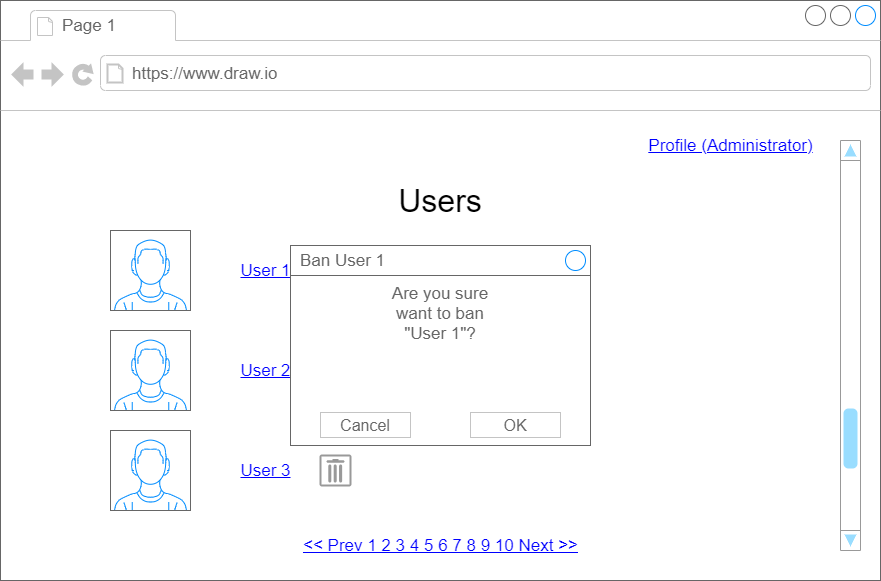 Page 1
https://www.draw.io
Profile (Administrator)
Users
User 1
Ban User 1
Are you sure
want to ban
"User 1"?
User 2
Cancel
OK
User 3
<< Prev 1 2 3 4 5 6 7 8 9 10 Next >>